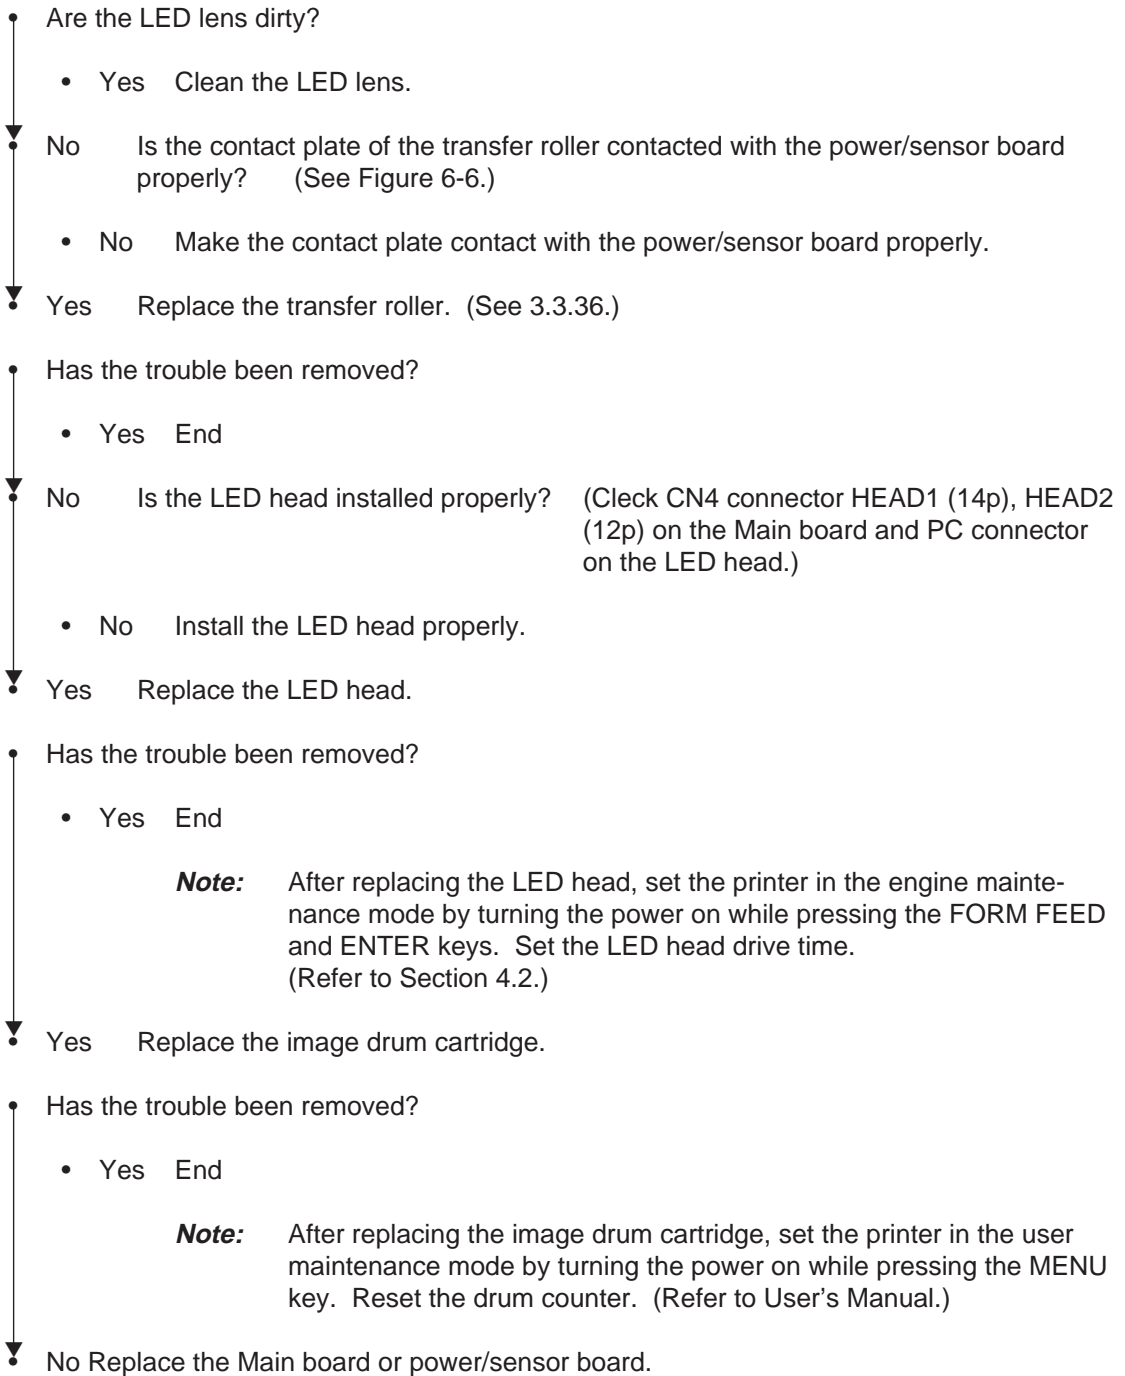 • Are the LED lens dirty?
• Yes Clean the LED lens.
• No Is the contact plate of the transfer roller contacted with the power/sensor board
properly? (See Figure 6-6.)
• No Make the contact plate contact with the power/sensor board properly.
• Yes Replace the transfer roller. (See 3.3.36.)
• Has the trouble been removed?
• Yes End
• No Is the LED head installed properly? (Cleck CN4 connector HEAD1 (14p), HEAD2
(12p) on the Main board and PC connector
on the LED head.)
• No Install the LED head properly.
• Yes Replace the LED head.
• Has the trouble been removed?
• Yes End
Note: After replacing the LED head, set the printer in the engine mainte-
nance mode by turning the power on while pressing the FORM FEED
and ENTER keys. Set the LED head drive time.
(Refer to Section 4.2.)
• Yes Replace the image drum cartridge.
• Has the trouble been removed?
• Yes End
Note: After replacing the image drum cartridge, set the printer in the user
maintenance mode by turning the power on while pressing the MENU
key. Reset the drum counter. (Refer to User's Manual.)
• No Replace the Main board or power/sensor board.